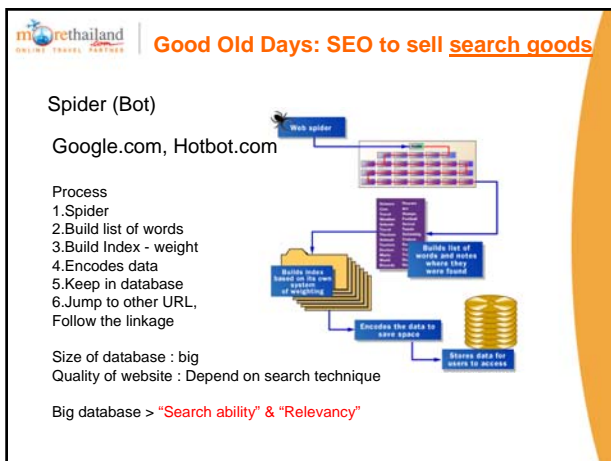 m●rethailand
.com
ONLINE TRAVEL PARTNER
Good Old Days: SEO to sell search goods
Spider (Bot)
Google.com, Hotbot.com
Process
1.Spider
2.Build list of words
3.Build Index - weight
4.Encodes data
5.Keep in database
6.Jump to other URL,
Follow the linkage
Size of database : big
Quality of website : Depend on search technique
Big database > “Search ability” & “Relevancy”
Web spider
Builds list of
words and notes
where they
were found
Builds index
based on its own
system
of weighting
Encodes the data to
save space
Stores data for
users to access